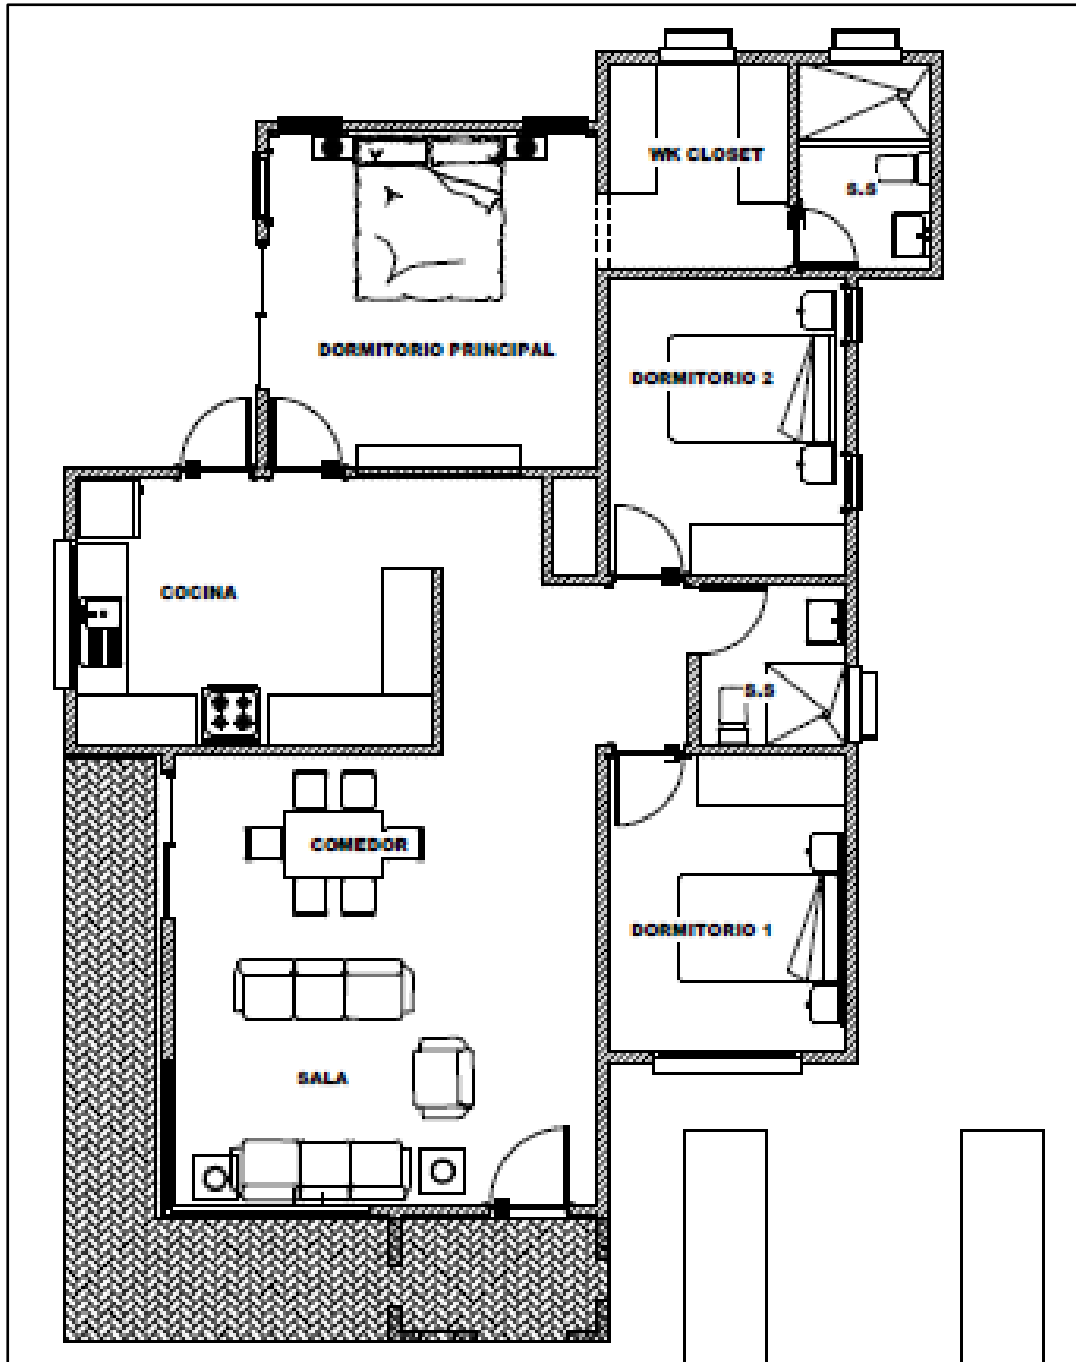 WK CLOSET
S.S
DORMITORIO PRINCIPAL
DORMITORIO 2
COCINA
S.S
COMEDOR
DORMITORIO 1
SALA